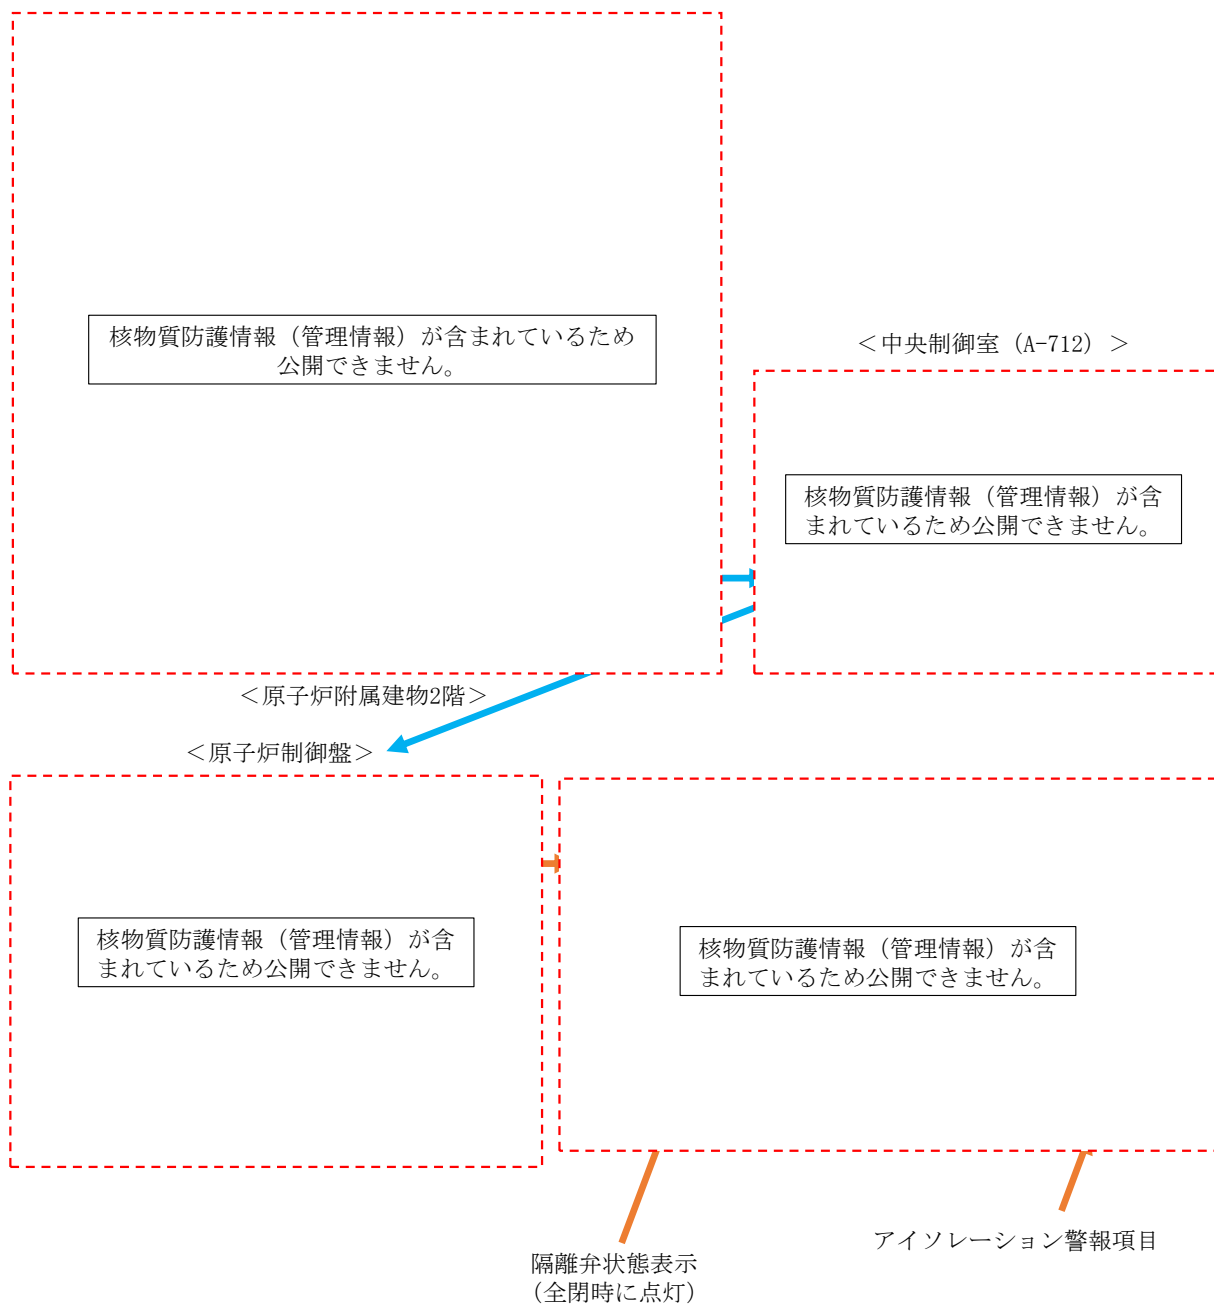 核物質防護情報（管理情報）が含まれているため
公開できません。
＜中央制御室（A-712）＞
核物質防護情報（管理情報）が含
まれているため公開できません。
＜原子炉附属建物2階＞
＜原子炉制御盤＞
核物質防護情報（管理情報）が含
まれているため公開できません。
核物質防護情報（管理情報）が含
まれているため公開できません。
隔離弁状態表示
（全閉時に点灯）
アイソレーション警報項目